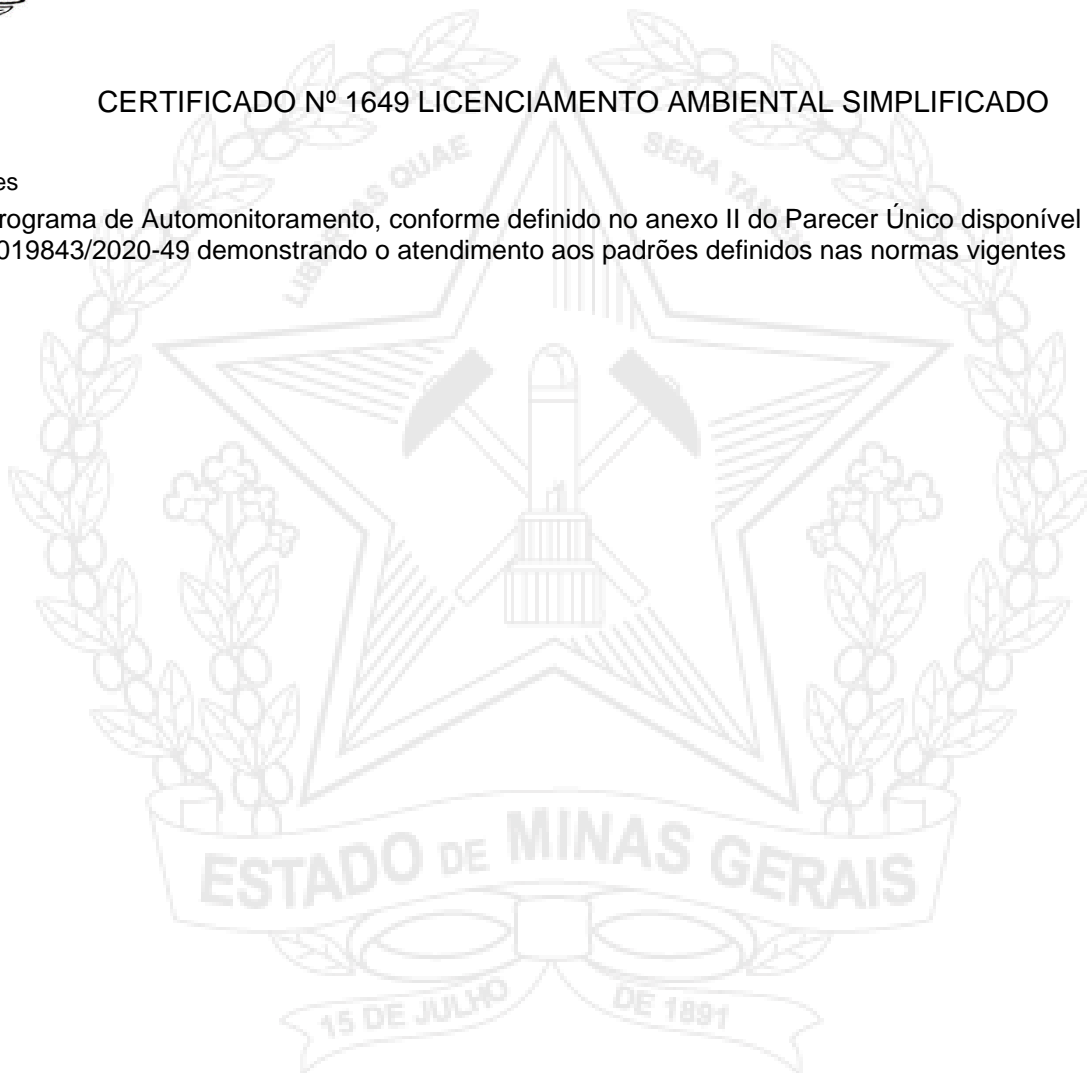 CERTIFICADO Nº 1649 LICENCIAMENTO AMBIENTAL SIMPLIFICADO
es
rograma de Automonitoramento, conforme definido no anexo II do Parecer Único disponível
019843/2020-49 demonstrando o atendimento aos padrões definidos nas normas vigentes
LIBERTAS QUAE SERA TAMEN
ESTADO DE MINAS GERAIS
15 DE JULHO DE 1891